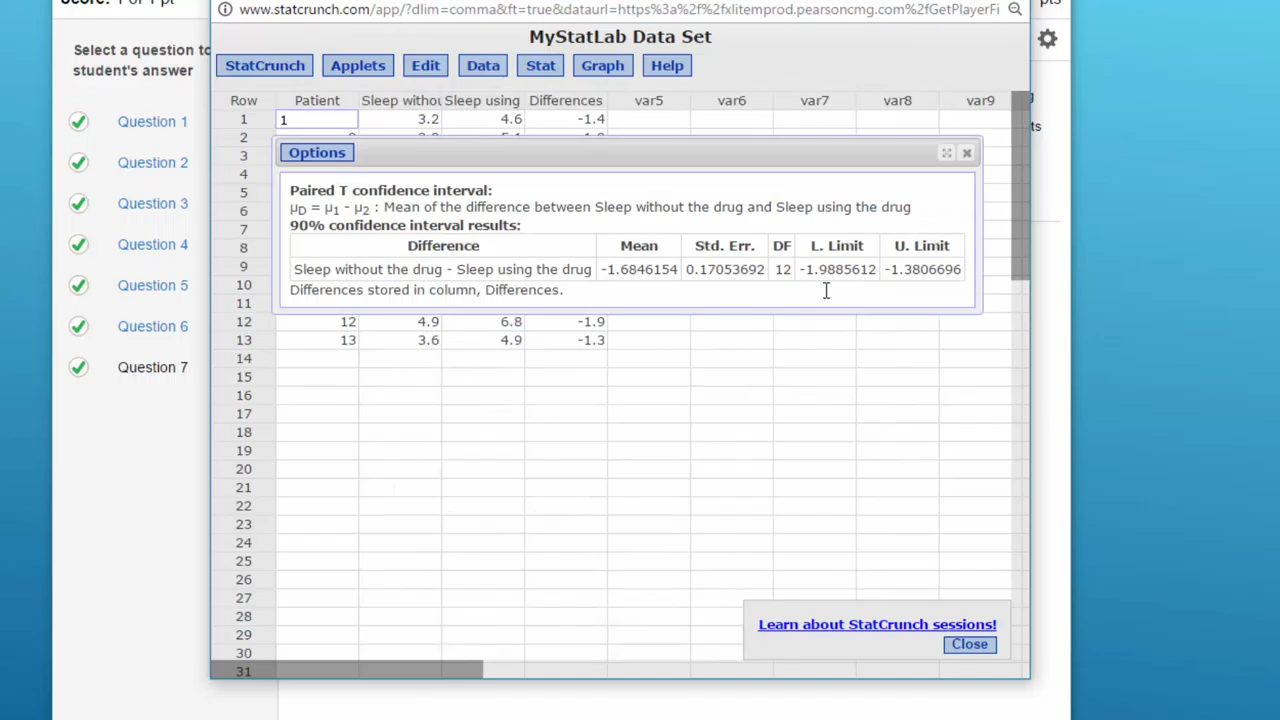 Score: 1 of 1 pt
pts
www.statcrunch.com/app/?dlim=comma&ft=true&dataurl=https%3a%2f%2fxlitemprod.pearsoncmg.com%2fGetPlayerFi
Select a question to
student's answer
MyStatLab Data Set
StatCrunch Applets Edit Data Stat Graph Help
Row Patient Sleep withou Sleep using Differences var5 var6 var7 var8 var9
1 1 3.2 4.6 -1.4
2
3
4
5
6
7
8
9
10
11
12 12 4.9 6.8 -1.9
13 13 3.6 4.9 -1.3
14
15
16
17
18
19
20
21
22
23
24
25
26
27
28
29
30
31
Options
Paired T confidence interval:
μD = μ1 - μ2 : Mean of the difference between Sleep without the drug and Sleep using the drug
90% confidence interval results:
Difference Mean Std. Err. DF L. Limit U. Limit
Sleep without the drug - Sleep using the drug -1.6846154 0.17053692 12 -1.9885612 -1.3806696
Differences stored in column, Differences.
Question 1
Question 2
Question 3
Question 4
Question 5
Question 6
Question 7
ts
Learn about StatCrunch sessions!
Close